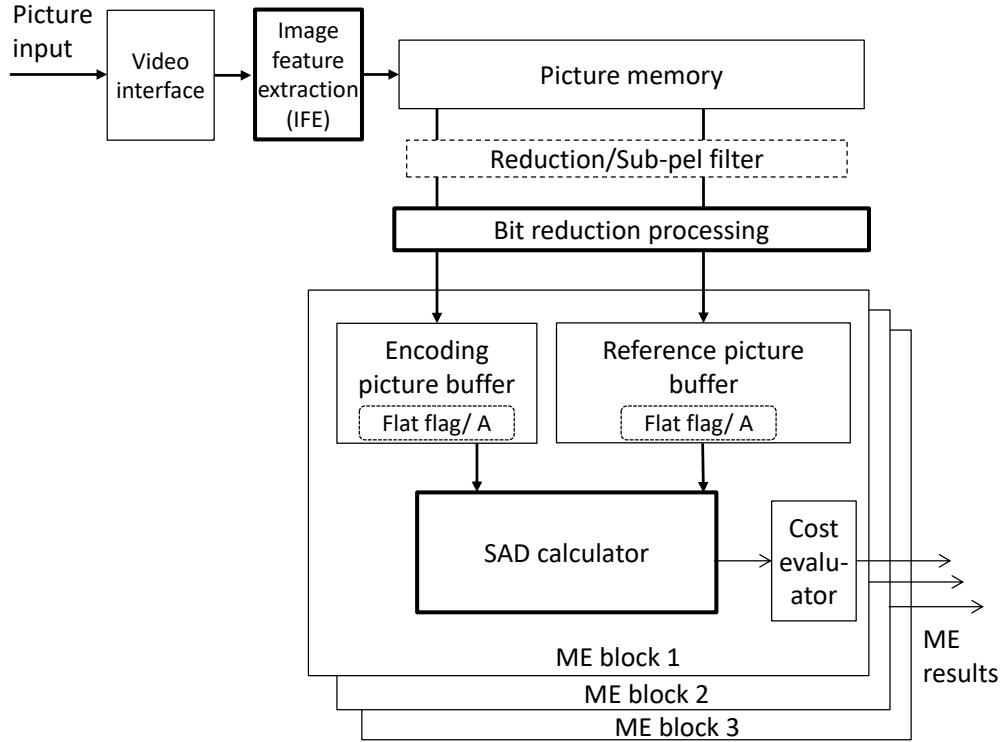 Picture
input
Video
interface
Image
feature
extraction
(IFE)
Picture memory
Reduction/Sub-pel filter
Bit reduction processing
Encoding
picture buffer
Flat flag/ A
Reference picture
buffer
Flat flag/ A
SAD calculator
Cost
evalu-
ator
ME block 1
ME block 2
ME block 3
ME
results